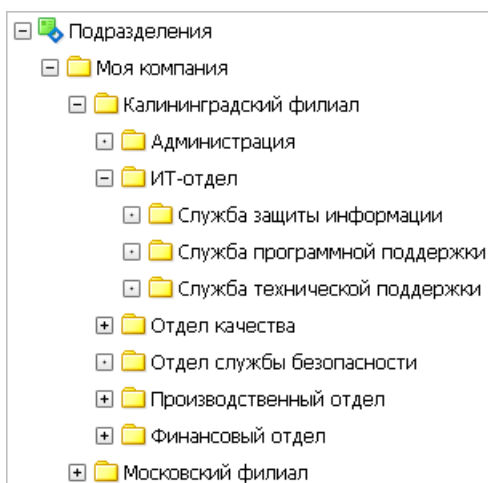 Подразделения
Моя компания
Калининградский филиал
Администрация
ИТ-отдел
Служба защиты информации
Служба программной поддержки
Служба технической поддержки
Отдел качества
Отдел службы безопасности
Производственный отдел
Финансовый отдел
Московский филиал